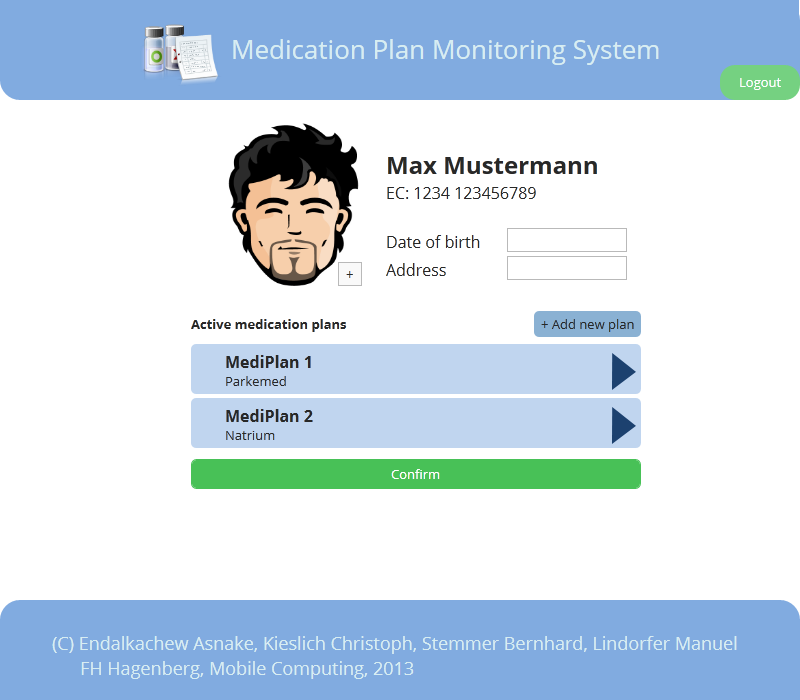 Medication Plan Monitoring System
Logout
Max Mustermann
EC: 1234 123456789
Date of birth
+
Address
Active medication plans
+ Add new plan
MediPlan 1
Parkemed
MediPlan 2
Natrium
Confirm
(C) Endalkachew Asnake, Kieslich Christoph, Stemmer Bernhard, Lindorfer Manuel
FH Hagenberg, Mobile Computing, 2013